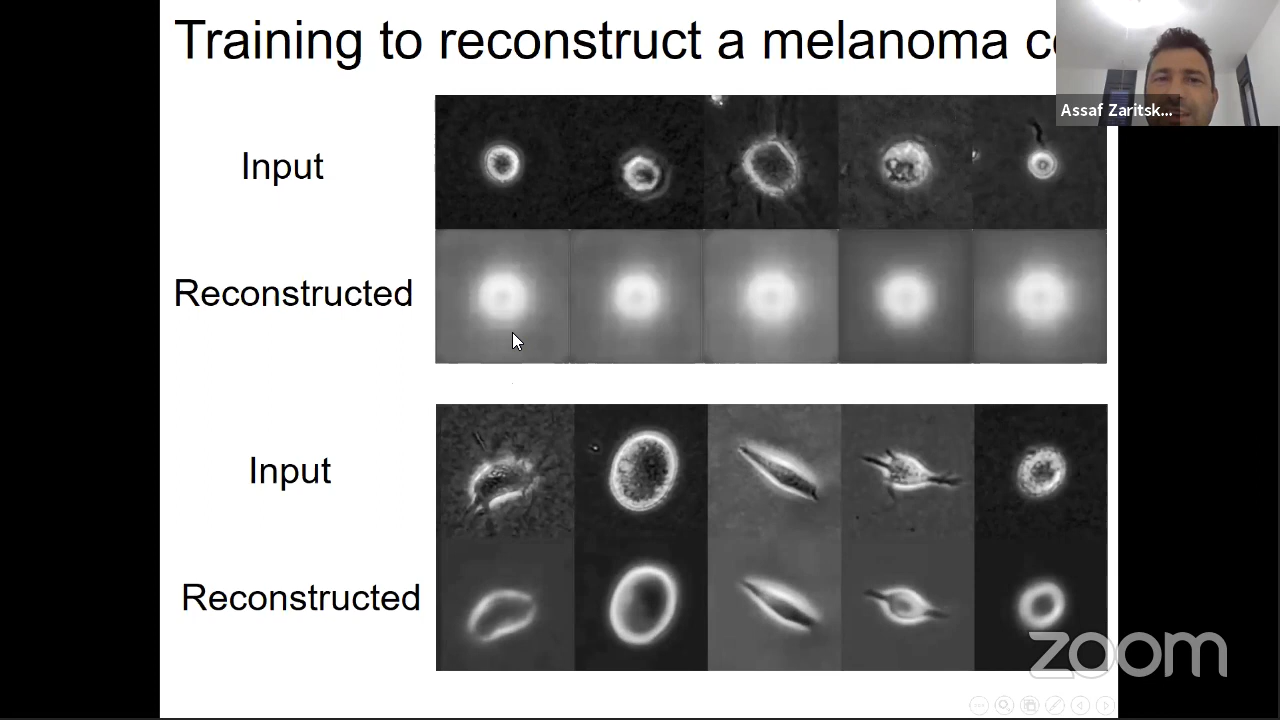 Training to reconstruct a melanoma
Assaf Zaritsk...
Input
Reconstructed
Input
Reconstructed
zoom